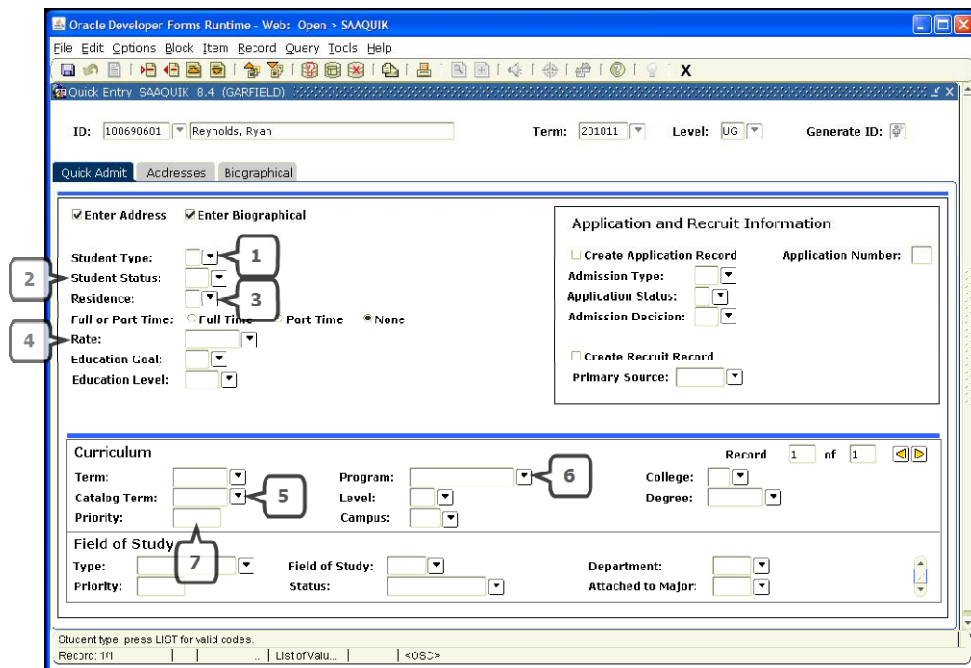 Oracle Developer Forms Runtime - Web: Open > SAAQUIK
File Edit Options Block Item Record Query Tools Help
X
Quick Entry SAAQUIK 8.4 (GARFIELD)
ID: 100690601 Reynolds, Ryan Term: 201011 Level: UG Generate ID:
Quick Admit Addresses Biographical
Enter Address Enter Biographical
Application and Recruit Information
Student Type: 1
Create Application Record Application Number:
2 Student Status:
Admission Type:
Residence: 3
Application Status:
Full or Part Time: Full Time Part Time None
Admission Decision:
4 Rate:
Education Goal:
Create Recruit Record
Education Level:
Primary Source:
Curriculum
Record 1 of 1
Term: Program: 6 College:
Catalog Term: 5 Level: Degree:
Priority: Campus:
Field of Study
7
Type: Field of Study: Department:
Priority: Status: Attached to Major:
Student type press LIST for valid codes.
Record: 1/1 .. List of Valu... <OSC>